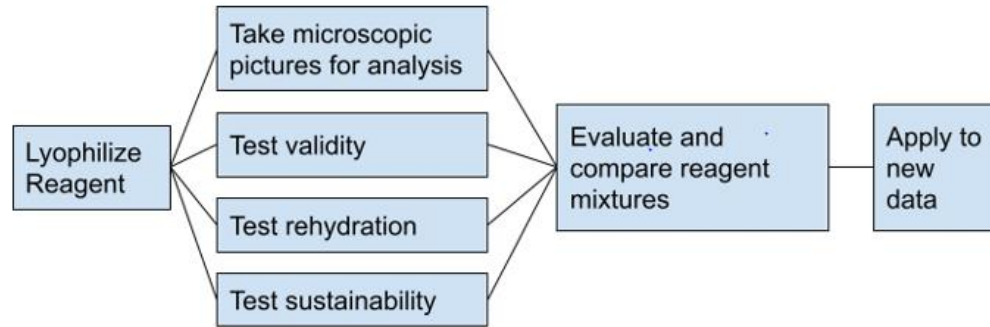 Lyophilize
Reagent
Take microscopic
pictures for analysis
Test validity
Test rehydration
Test sustainability
Evaluate and
compare reagent
mixtures
Apply to
new
data